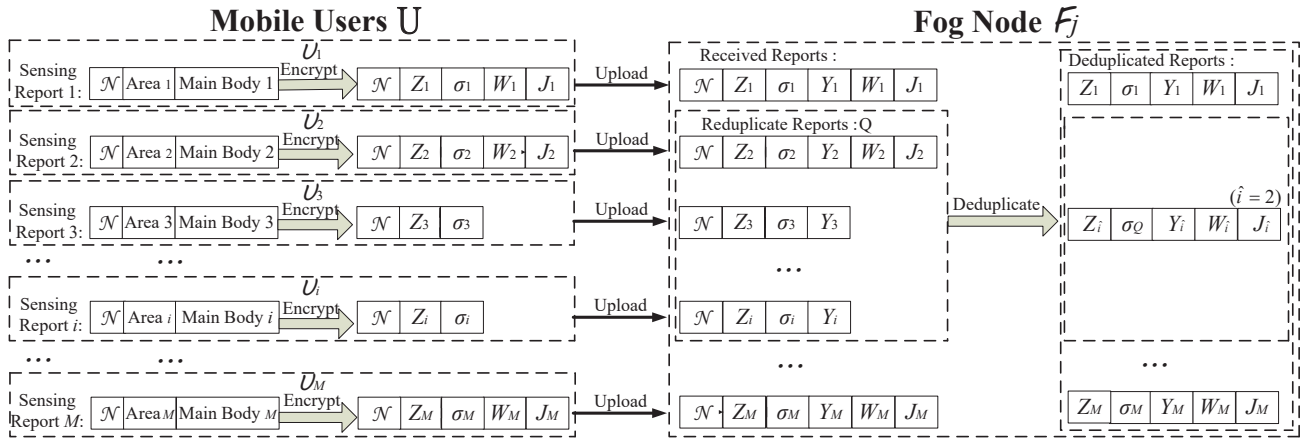 Mobile Users U
Fog Node Fj
Sensing Report 1: 𝒩 Area 1 Main Body 1 U1 Encrypt 𝒩 Z1 σ1 W1 J1 Upload
Received Reports :
𝒩 Z1 σ1 Y1 W1 J1
Deduplicated Reports :
Z1 σ1 Y1 W1 J1
Sensing Report 2: 𝒩 Area 2 Main Body 2 U2 Encrypt 𝒩 Z2 σ2 W2 J2 Upload
Reduplicate Reports :Q
𝒩 Z2 σ2 Y2 W2 J2
Sensing Report 3: 𝒩 Area 3 Main Body 3 U3 Encrypt 𝒩 Z3 σ3 Upload
𝒩 Z3 σ3 Y3
Deduplicate
(î = 2)
Zî σQ Yî Wî Jî
... ...
...
Sensing Report i: 𝒩 Area i Main Body i Ui Encrypt 𝒩 Zi σi Upload
𝒩 Zi σi Yi
... ...
...
...
Sensing Report M: 𝒩 Area M Main Body M UM Encrypt 𝒩 ZM σM WM JM Upload
𝒩 ZM σM YM WM JM
ZM σM YM WM JM